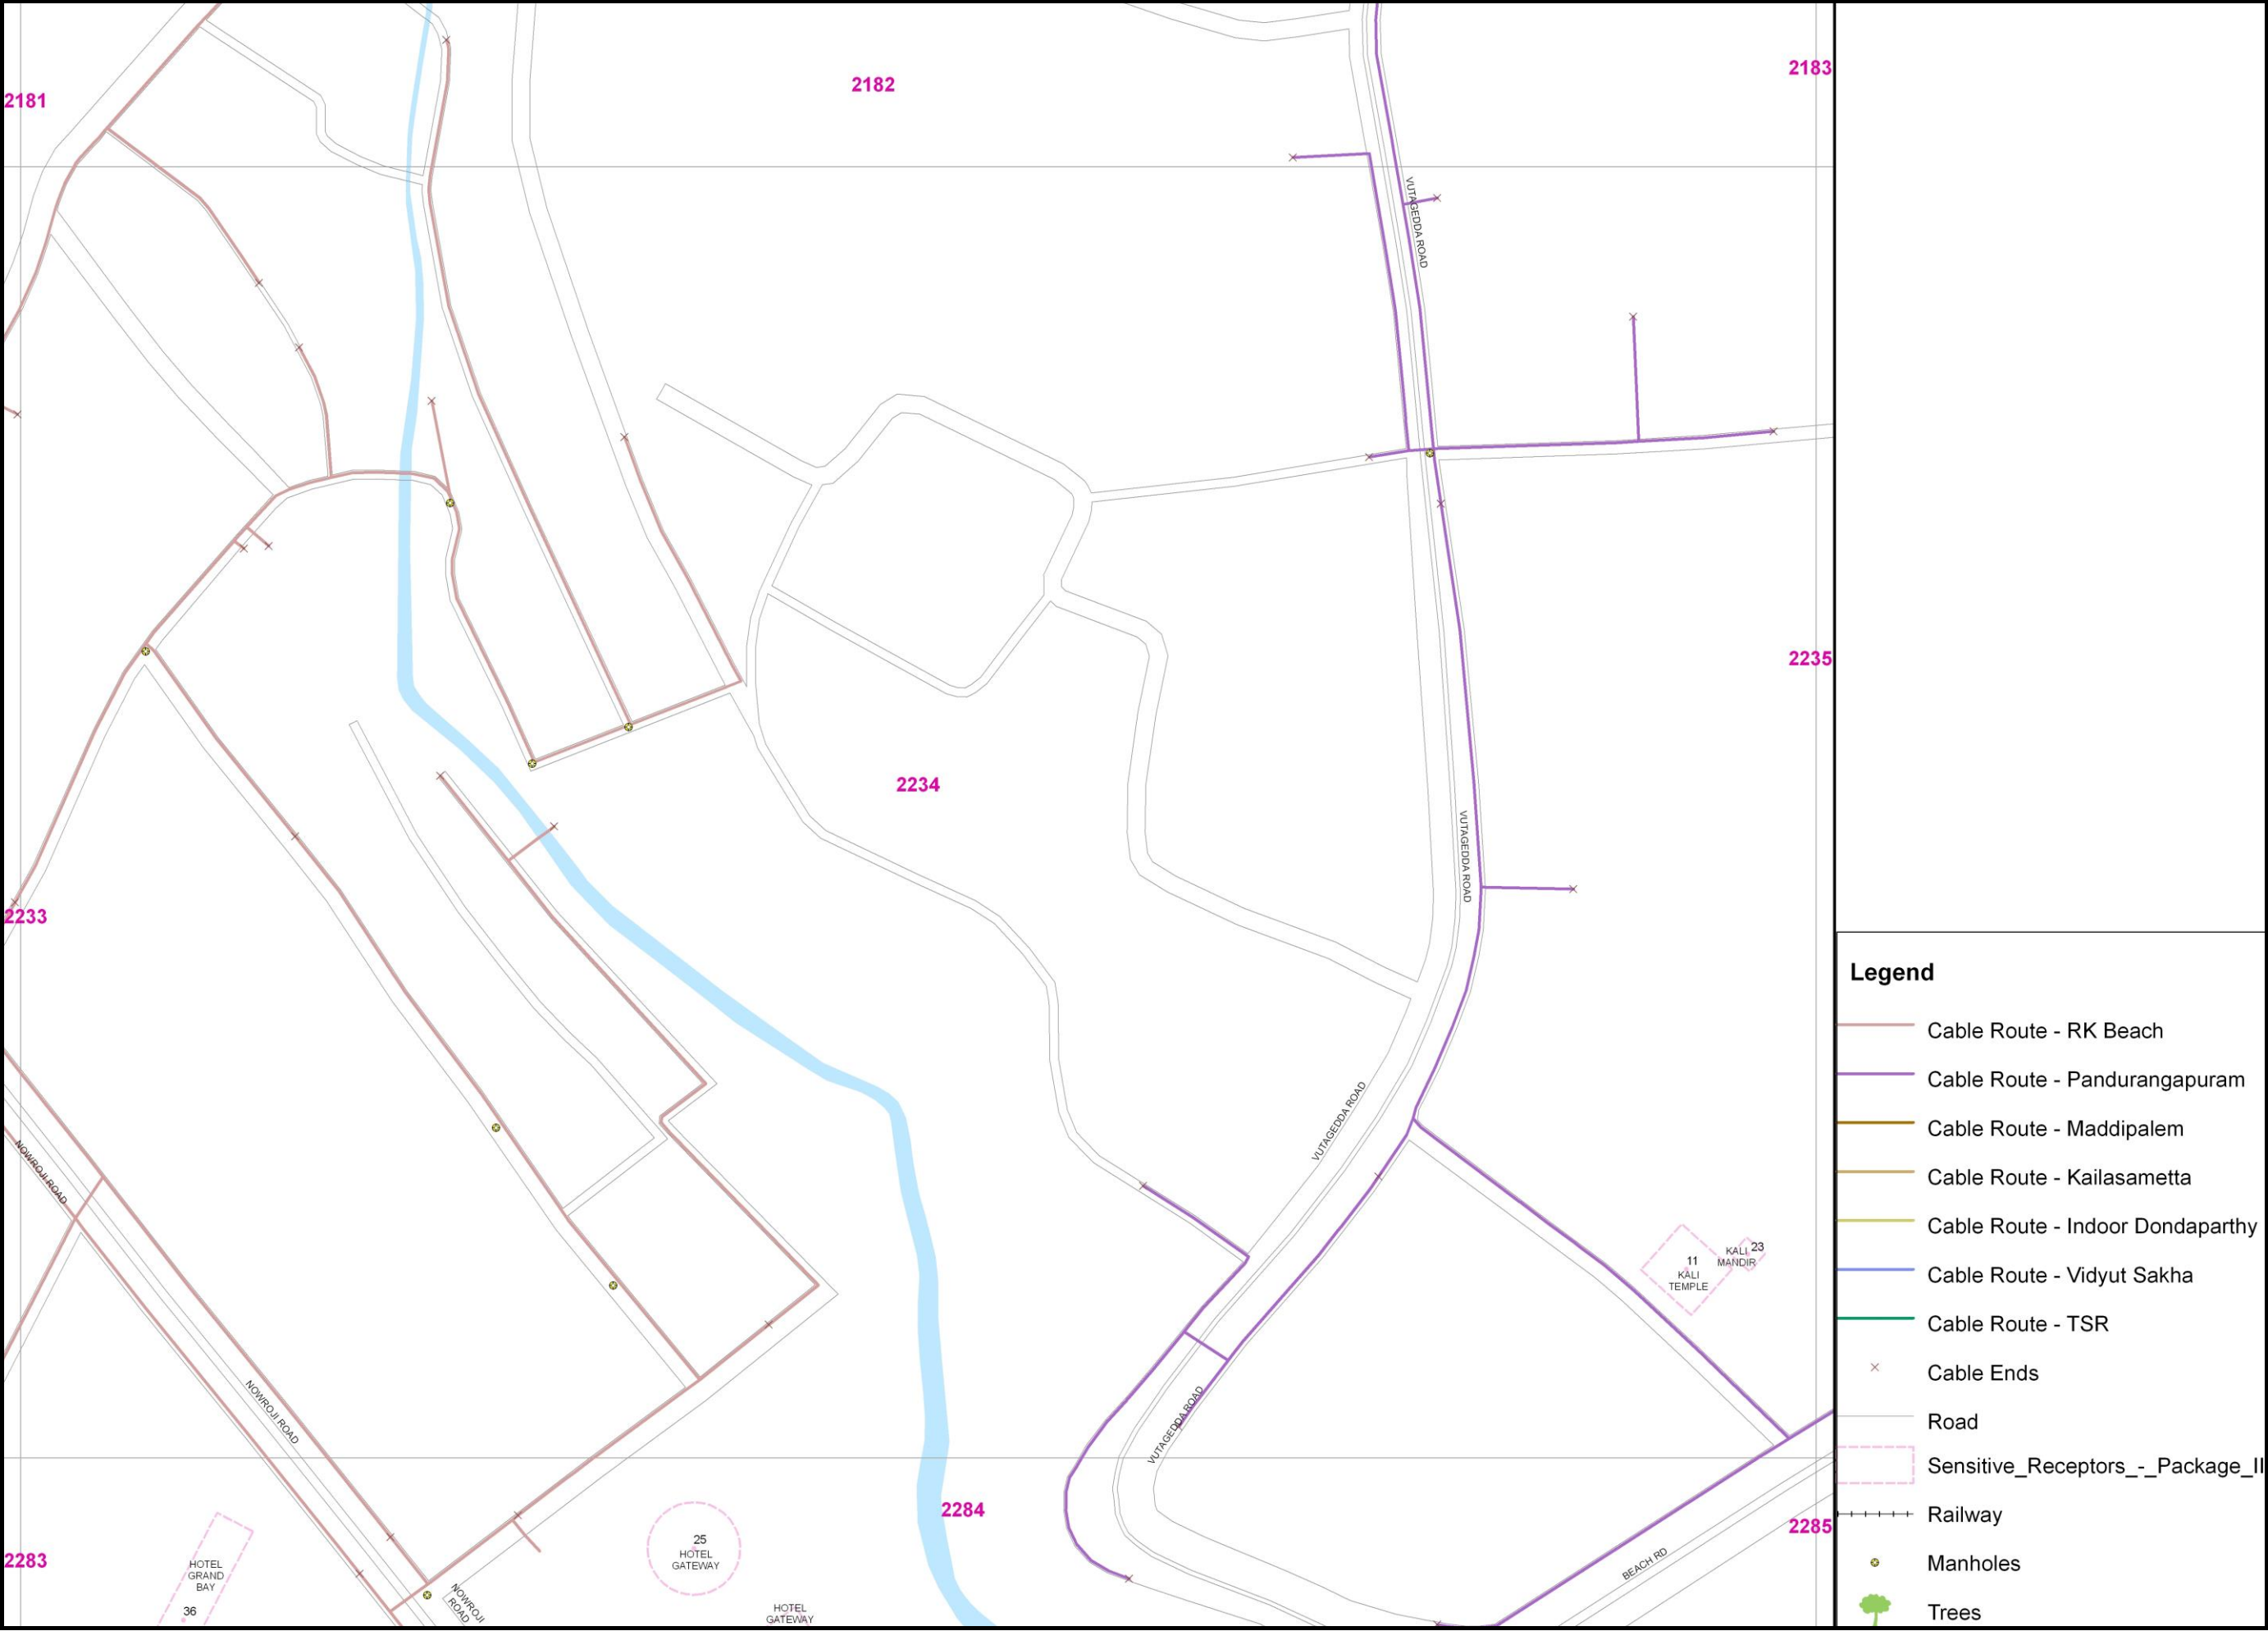 2181
2182
2183
VUTAGEDDA ROAD
2235
2234
VUTAGEDDA ROAD
2233
VUTAGEDDA ROAD
NOWROJI ROAD
11
KALI
TEMPLE
KALI
MANDIR
23
NOWROJI ROAD
VUTAGEDDA ROAD
2284
2285
2283
HOTEL
GRAND
BAY
36
25
HOTEL
GATEWAY
HOTEL
GATEWAY
NOWROJI
ROAD
BEACH RD
Legend
Cable Route - RK Beach
Cable Route - Pandurangapuram
Cable Route - Maddipalem
Cable Route - Kailasametta
Cable Route - Indoor Dondaparthy
Cable Route - Vidyut Sakha
Cable Route - TSR
Cable Ends
Road
Sensitive_Receptors_-_Package_II
Railway
Manholes
Trees